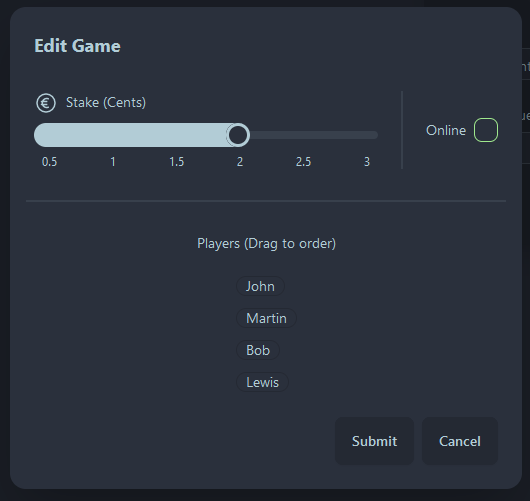 Edit Game
€ Stake (Cents)
Online
0.5 1 1.5 2 2.5 3
Players (Drag to order)
John
Martin
Bob
Lewis
Submit Cancel